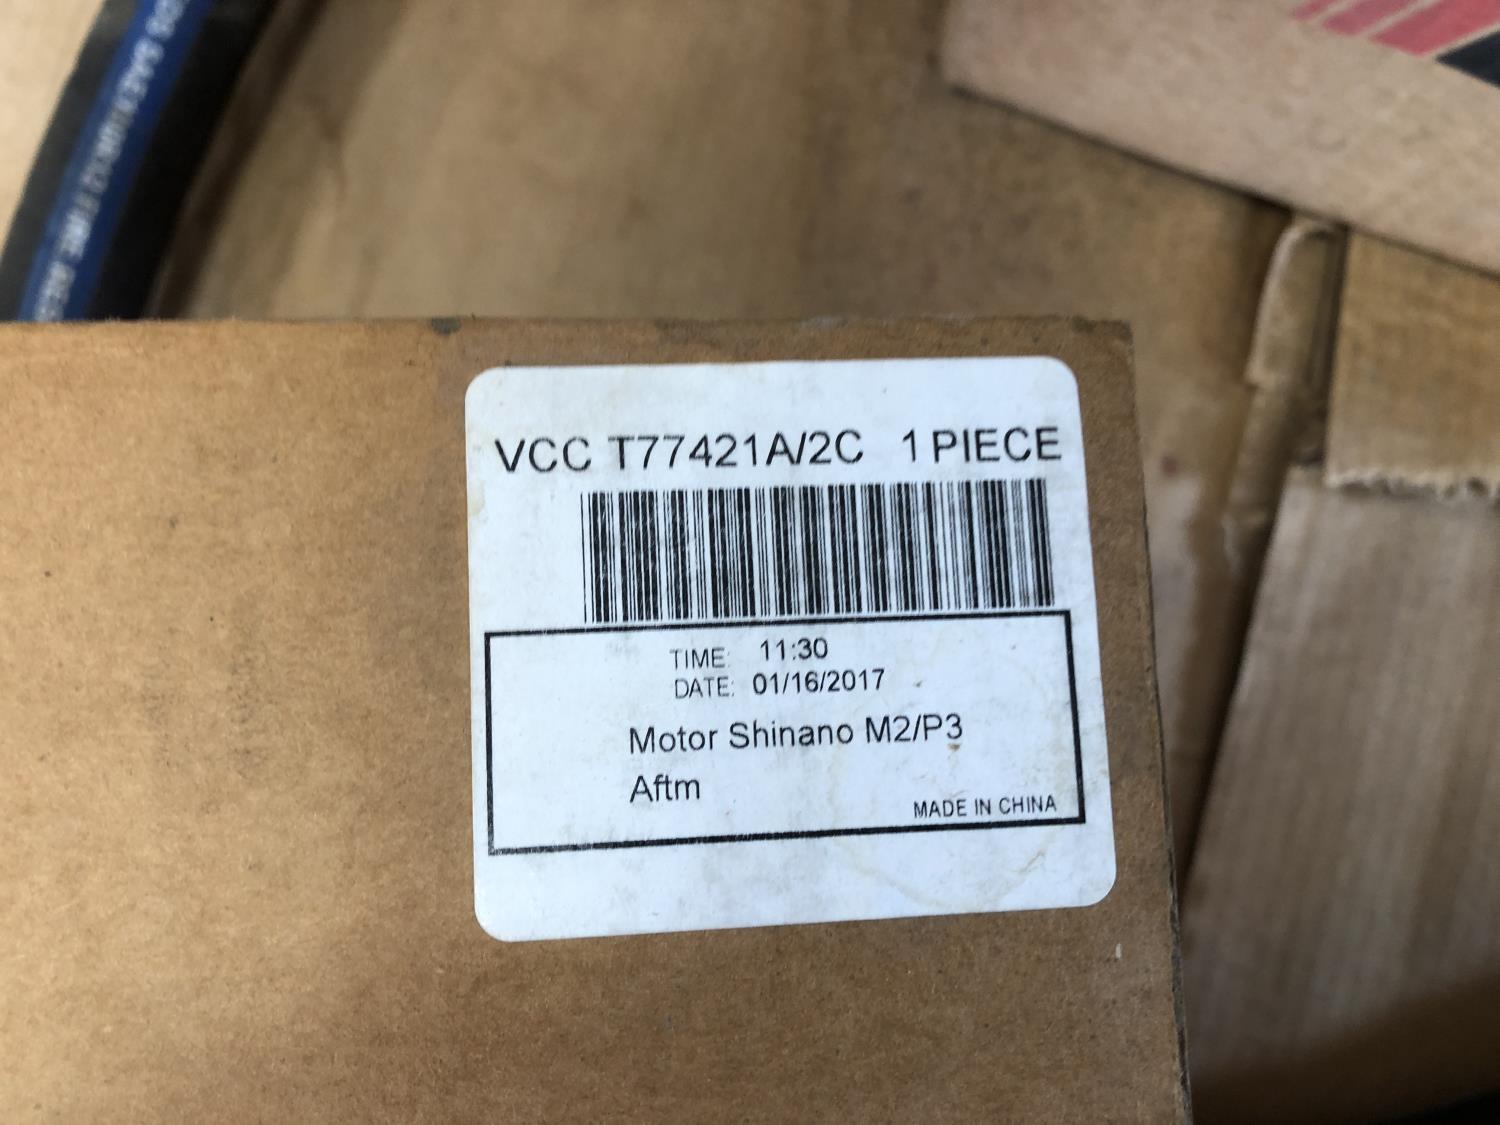 VCC T77421A/2C 1 PIECE
TIME: 11:30
DATE: 01/16/2017
Motor Shinano M2/P3
Aftm
MADE IN CHINA